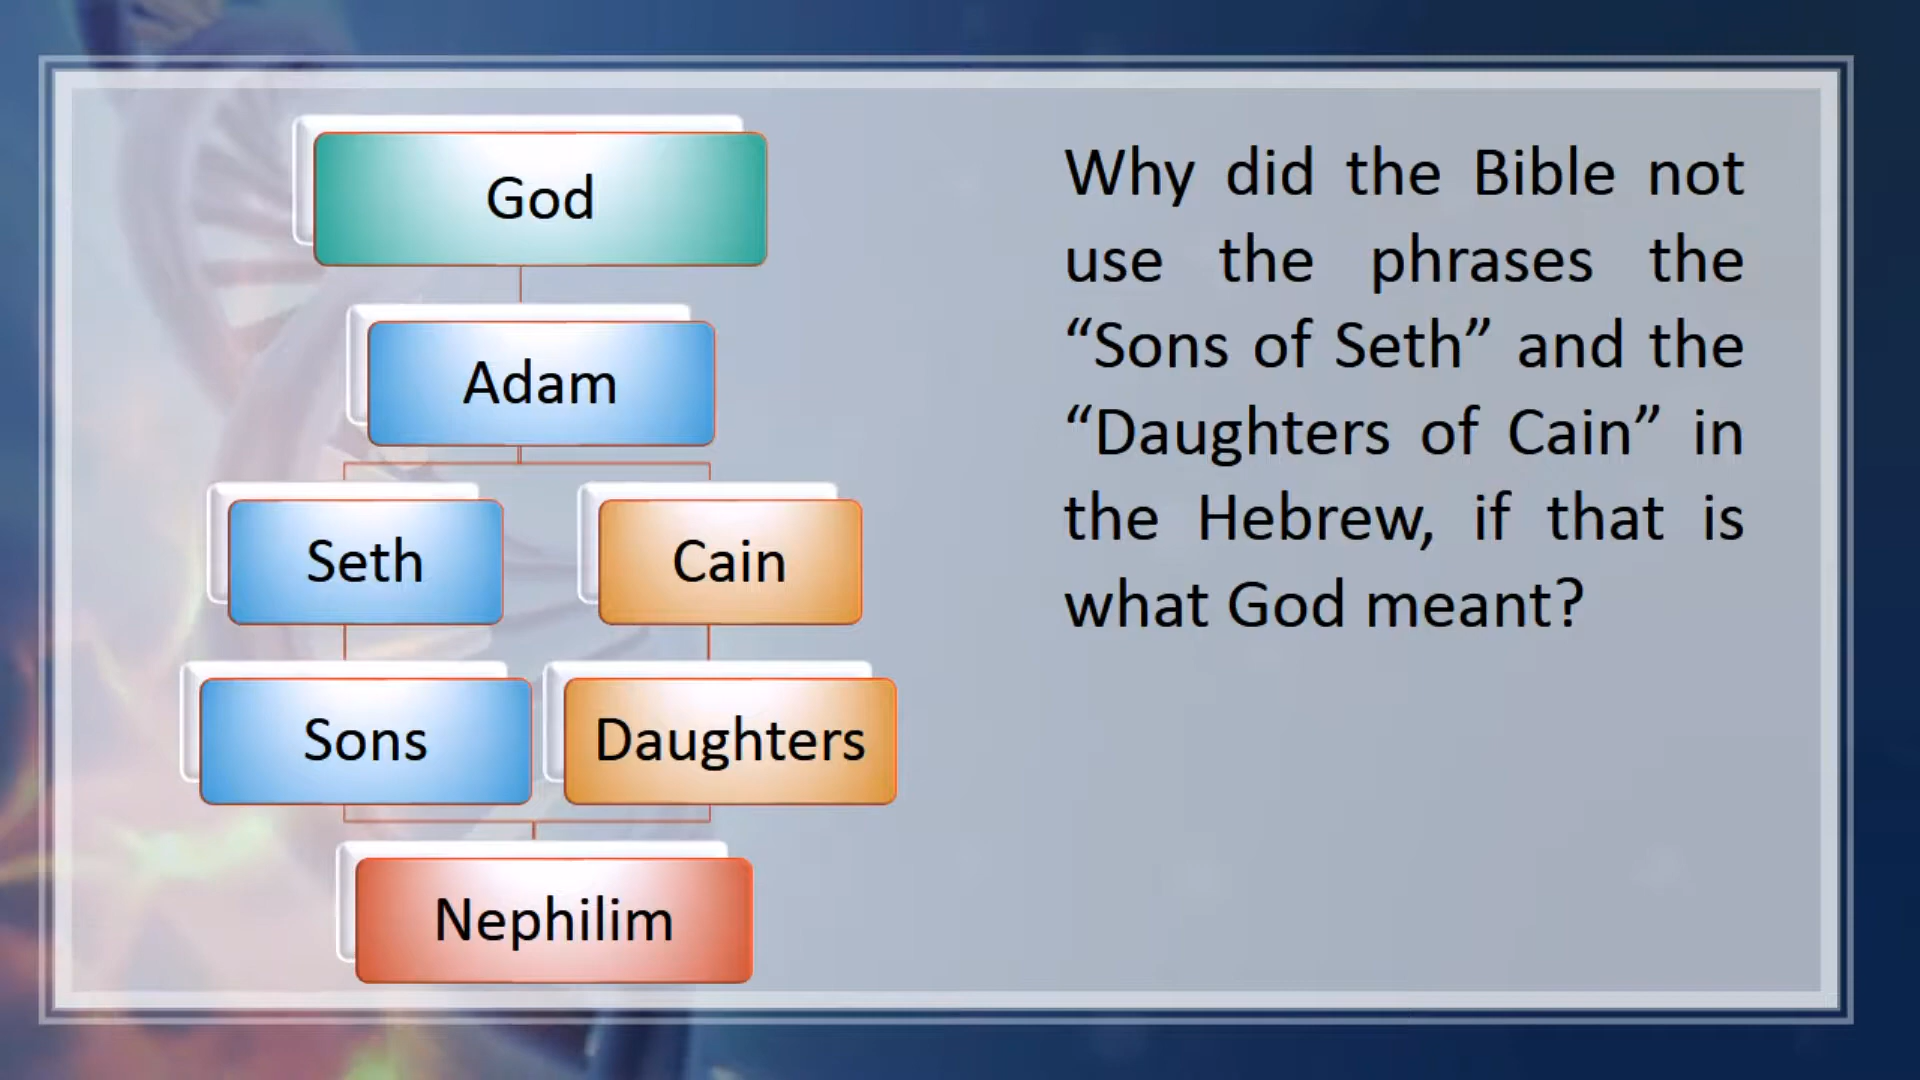 God
Adam
Seth
Cain
Sons
Daughters
Nephilim
Why did the Bible not
use the phrases the
“Sons of Seth” and the
“Daughters of Cain” in
the Hebrew, if that is
what God meant?